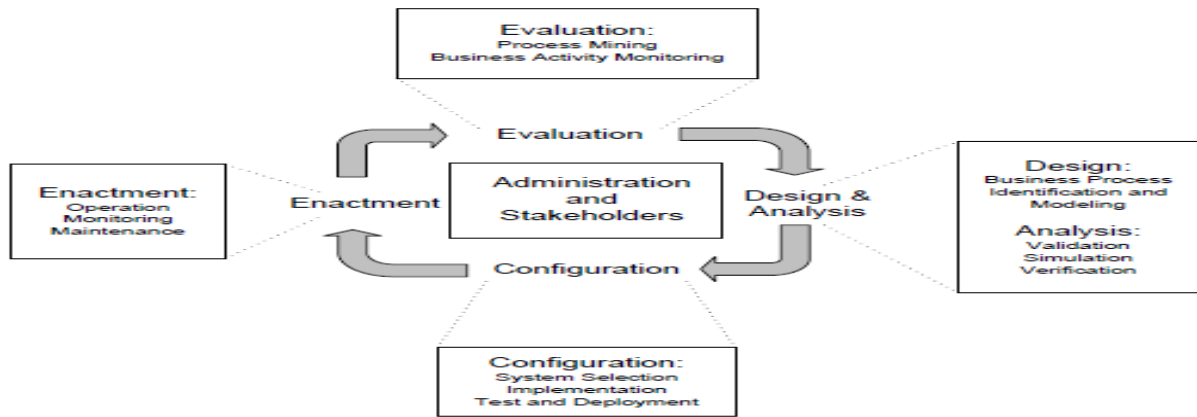 Evaluation:
Process Mining
Business Activity Monitoring
Evaluation
Enactment:
Operation
Monitoring
Maintenance
Enactment
Administration
and
Stakeholders
Design &
Analysis
Design:
Business Process
Identification and
Modeling
Analysis:
Validation
Simulation
Verification
Configuration
Configuration:
System Selection
Implementation
Test and Deployment